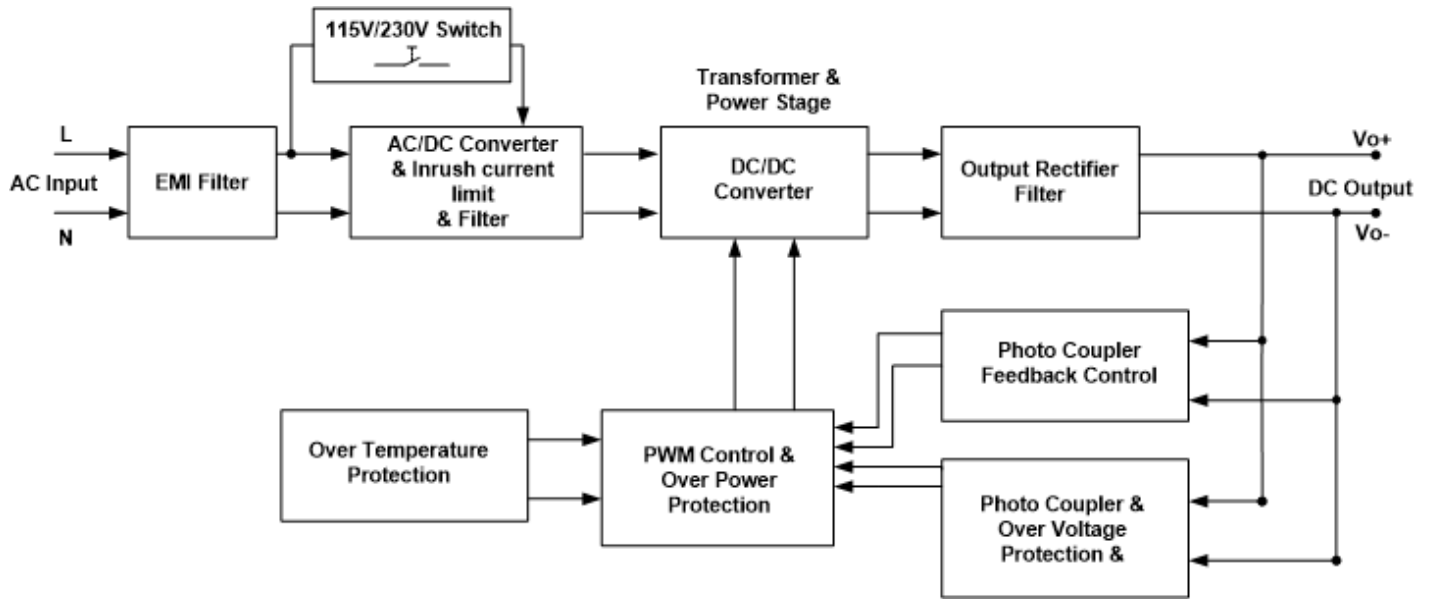 115V/230V Switch
Transformer &
Power Stage
L
AC Input
N
EMI Filter
AC/DC Converter
& Inrush current
limit
& Filter
DC/DC
Converter
Output Rectifier
Filter
Vo+
DC Output
Vo-
Photo Coupler
Feedback Control
Over Temperature
Protection
PWM Control &
Over Power
Protection
Photo Coupler &
Over Voltage
Protection &